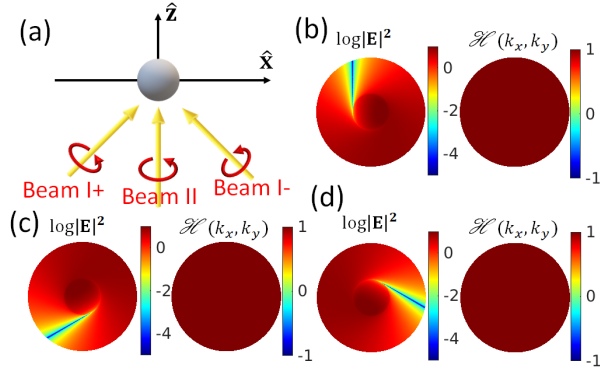 (a)
ẑ
x̂
Beam I+
Beam II
Beam I-
(b)
log|E|²
ℋ(kx, ky)
0
-2
-4
1
0
-1
(c)
log|E|²
ℋ(kx, ky)
0
-2
-4
1
0
-1
(d)
log|E|²
ℋ(kx, ky)
0
-2
-4
1
0
-1